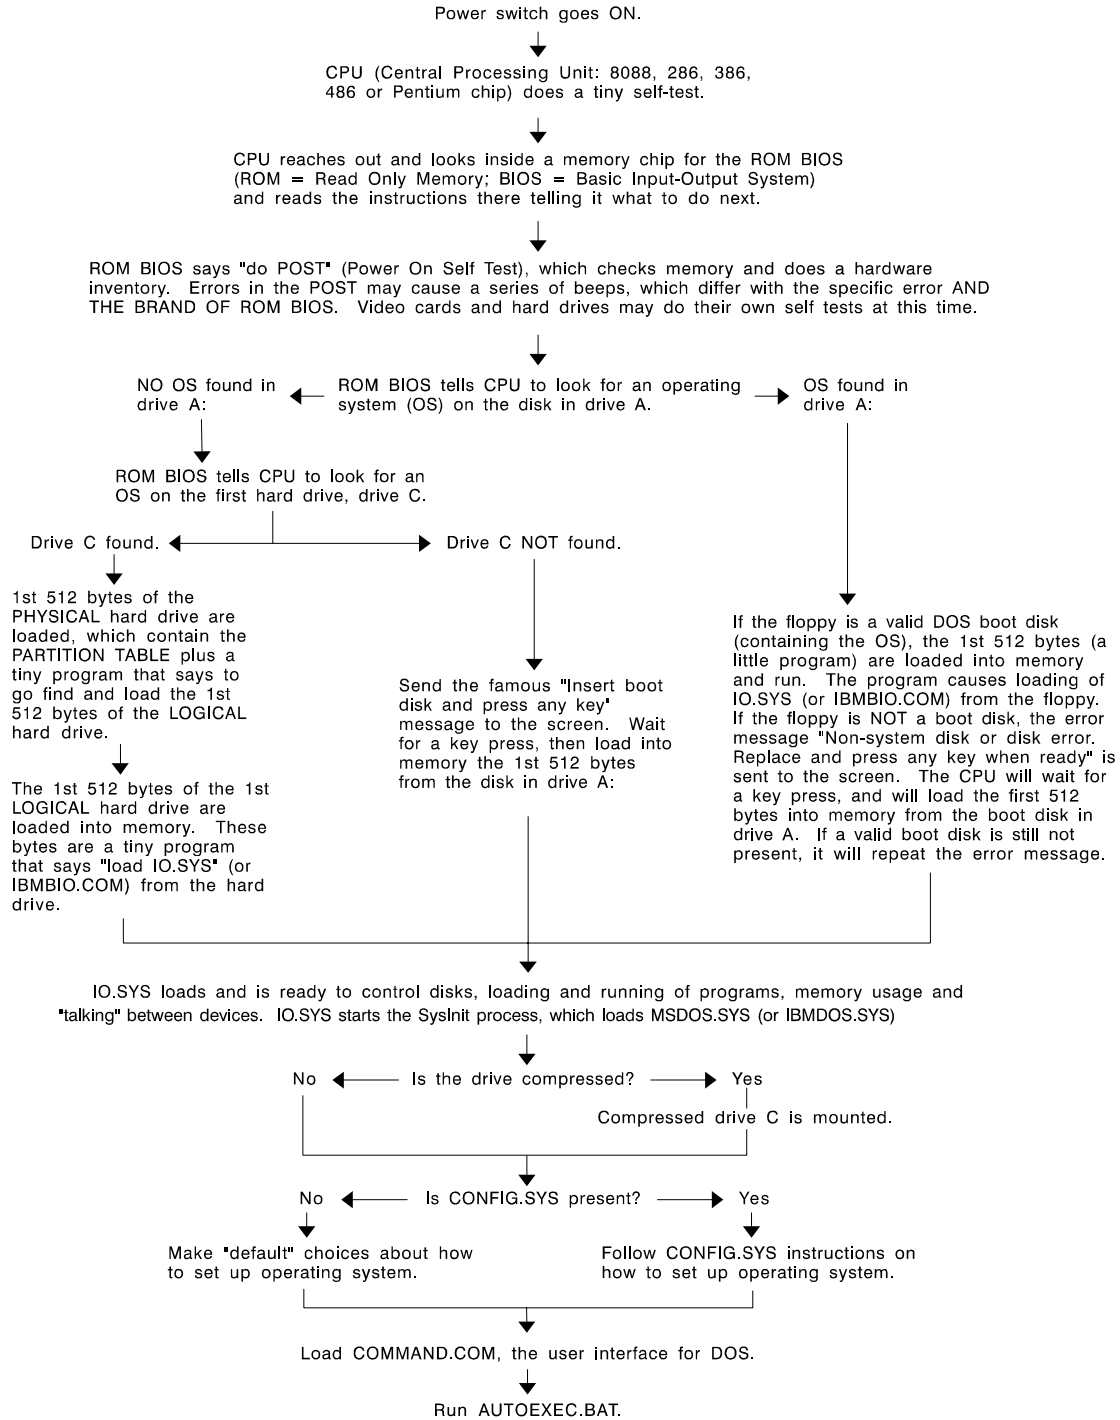 Power switch goes ON.
CPU (Central Processing Unit: 8088, 286, 386,
486 or Pentium chip) does a tiny self-test.
CPU reaches out and looks inside a memory chip for the ROM BIOS
(ROM = Read Only Memory; BIOS = Basic Input-Output System)
and reads the instructions there telling it what to do next.
ROM BIOS says "do POST" (Power On Self Test), which checks memory and does a hardware
inventory. Errors in the POST may cause a series of beeps, which differ with the specific error AND
THE BRAND OF ROM BIOS. Video cards and hard drives may do their own self tests at this time.
NO OS found in
drive A:
ROM BIOS tells CPU to look for an operating
system (OS) on the disk in drive A.
OS found in
drive A:
ROM BIOS tells CPU to look for an
OS on the first hard drive, drive C.
Drive C found.
Drive C NOT found.
1st 512 bytes of the
PHYSICAL hard drive are
loaded, which contain the
PARTITION TABLE plus a
tiny program that says to
go find and load the 1st
512 bytes of the LOGICAL
hard drive.
The 1st 512 bytes of the 1st
LOGICAL hard drive are
loaded into memory. These
bytes are a tiny program
that says "load IO.SYS" (or
IBMBIO.COM) from the hard
drive.
Send the famous "Insert boot
disk and press any key"
message to the screen. Wait
for a key press, then load into
memory the 1st 512 bytes
from the disk in drive A:
If the floppy is a valid DOS boot disk
(containing the OS), the 1st 512 bytes (a
little program) are loaded into memory
and run. The program causes loading of
IO.SYS (or IBMBIO.COM) from the floppy.
If the floppy is NOT a boot disk, the error
message "Non-system disk or disk error.
Replace and press any key when ready" is
sent to the screen. The CPU will wait for
a key press, and will load the first 512
bytes into memory from the boot disk in
drive A. If a valid boot disk is still not
present, it will repeat the error message.
IO.SYS loads and is ready to control disks, loading and running of programs, memory usage and
"talking" between devices. IO.SYS starts the SysInit process, which loads MSDOS.SYS (or IBMDOS.SYS)
No
Is the drive compressed?
Yes
Compressed drive C is mounted.
No
Is CONFIG.SYS present?
Yes
Make "default" choices about how
to set up operating system.
Follow CONFIG.SYS instructions on
how to set up operating system.
Load COMMAND.COM, the user interface for DOS.
Run AUTOEXEC.BAT.